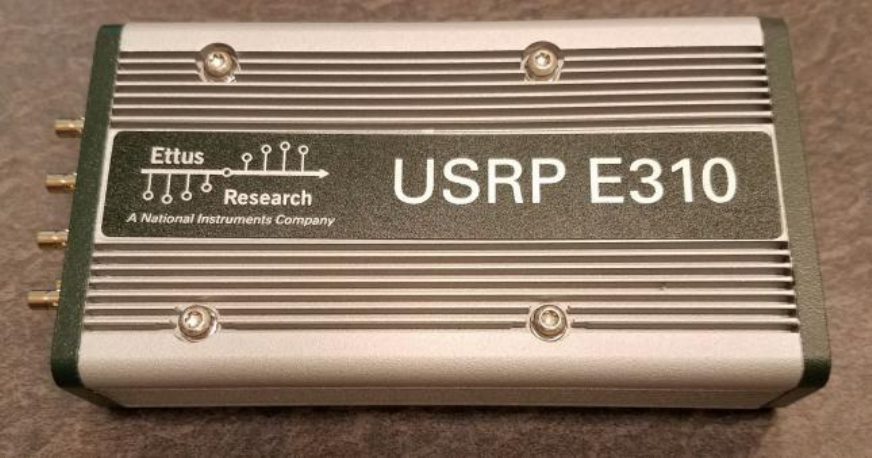 Ettus
Research
A National Instruments Company
USRP E310